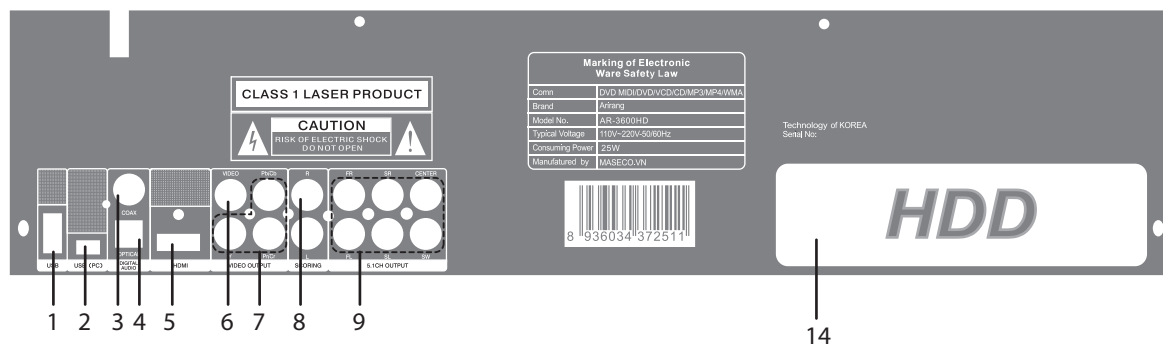 CLASS 1 LASER PRODUCT
CAUTION
RISK OF ELECTRIC SHOCK
DO NOT OPEN
Marking of Electronic
Ware Safety Law
Comn DVD MIDI/DVD/VCD/CD/MP3/MP4/WMA
Brand Arirang
Model No. AR-3600HD
Typical Voltage 110V~220V-50/60Hz
Consuming Power 25W
Manufatured by MASECO.VN
Technology of KOREA
Serial No:
HDD
8 936034 372511
VIDEO Pb/Cb R FR SR CENTER
COAX
OPTICAL
L FL SL SW
USB DIGITAL AUDIO HDMI VIDEO OUTPUT SCORING 5.1CH OUTPUT
1 2 3 4 5 6 7 8 9 14